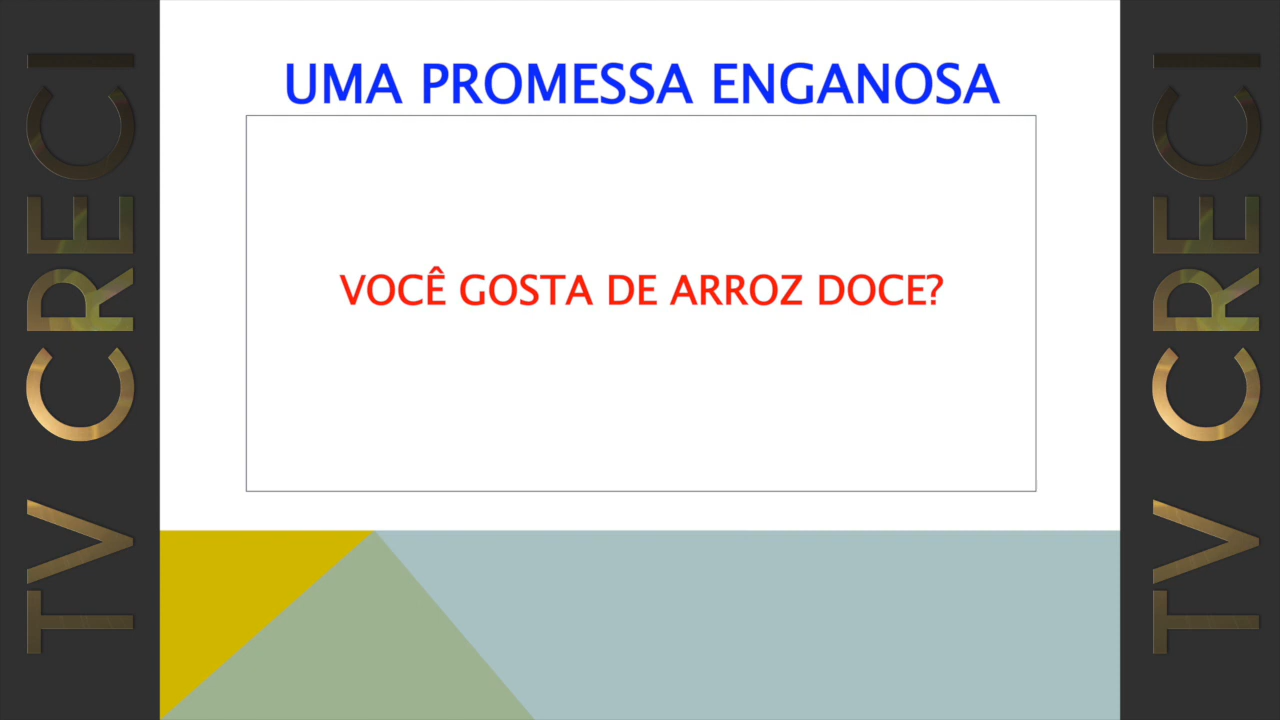 UMA PROMESSA ENGANOSA
VOCÊ GOSTA DE ARROZ DOCE?
TV CRECI
TV CRECI